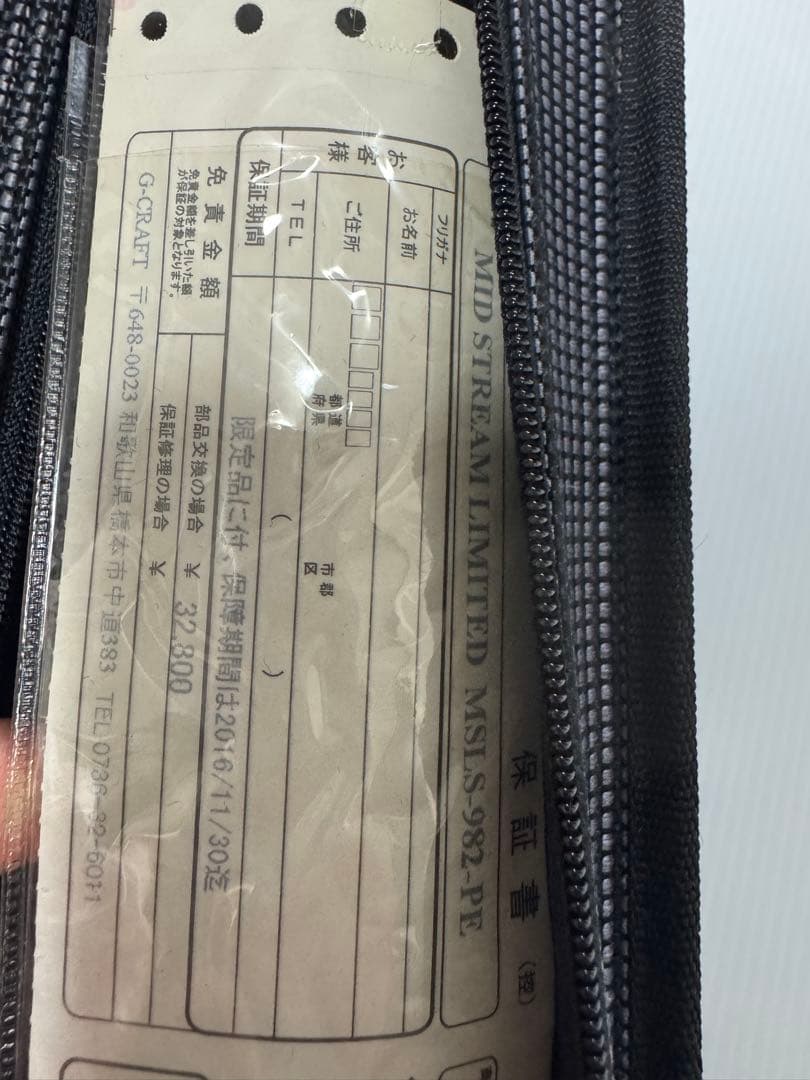 保証書(控)
MID STREAM LIMITED MSLS-982-PE
お客様
フリガナ
お名前
ご住所
都道
府県
市郡
区
TEL
(　　　　)
保証期間
限定品に付、保障期間は2016/11/30迄
免責金額
免責金額を差し引いた額
が保証の対象となります。
部品交換の場合 ¥ 32,800
保証修理の場合 ¥
G-CRAFT 〒648-0023 和歌山県橋本市中道383 TEL 0736-32-6011